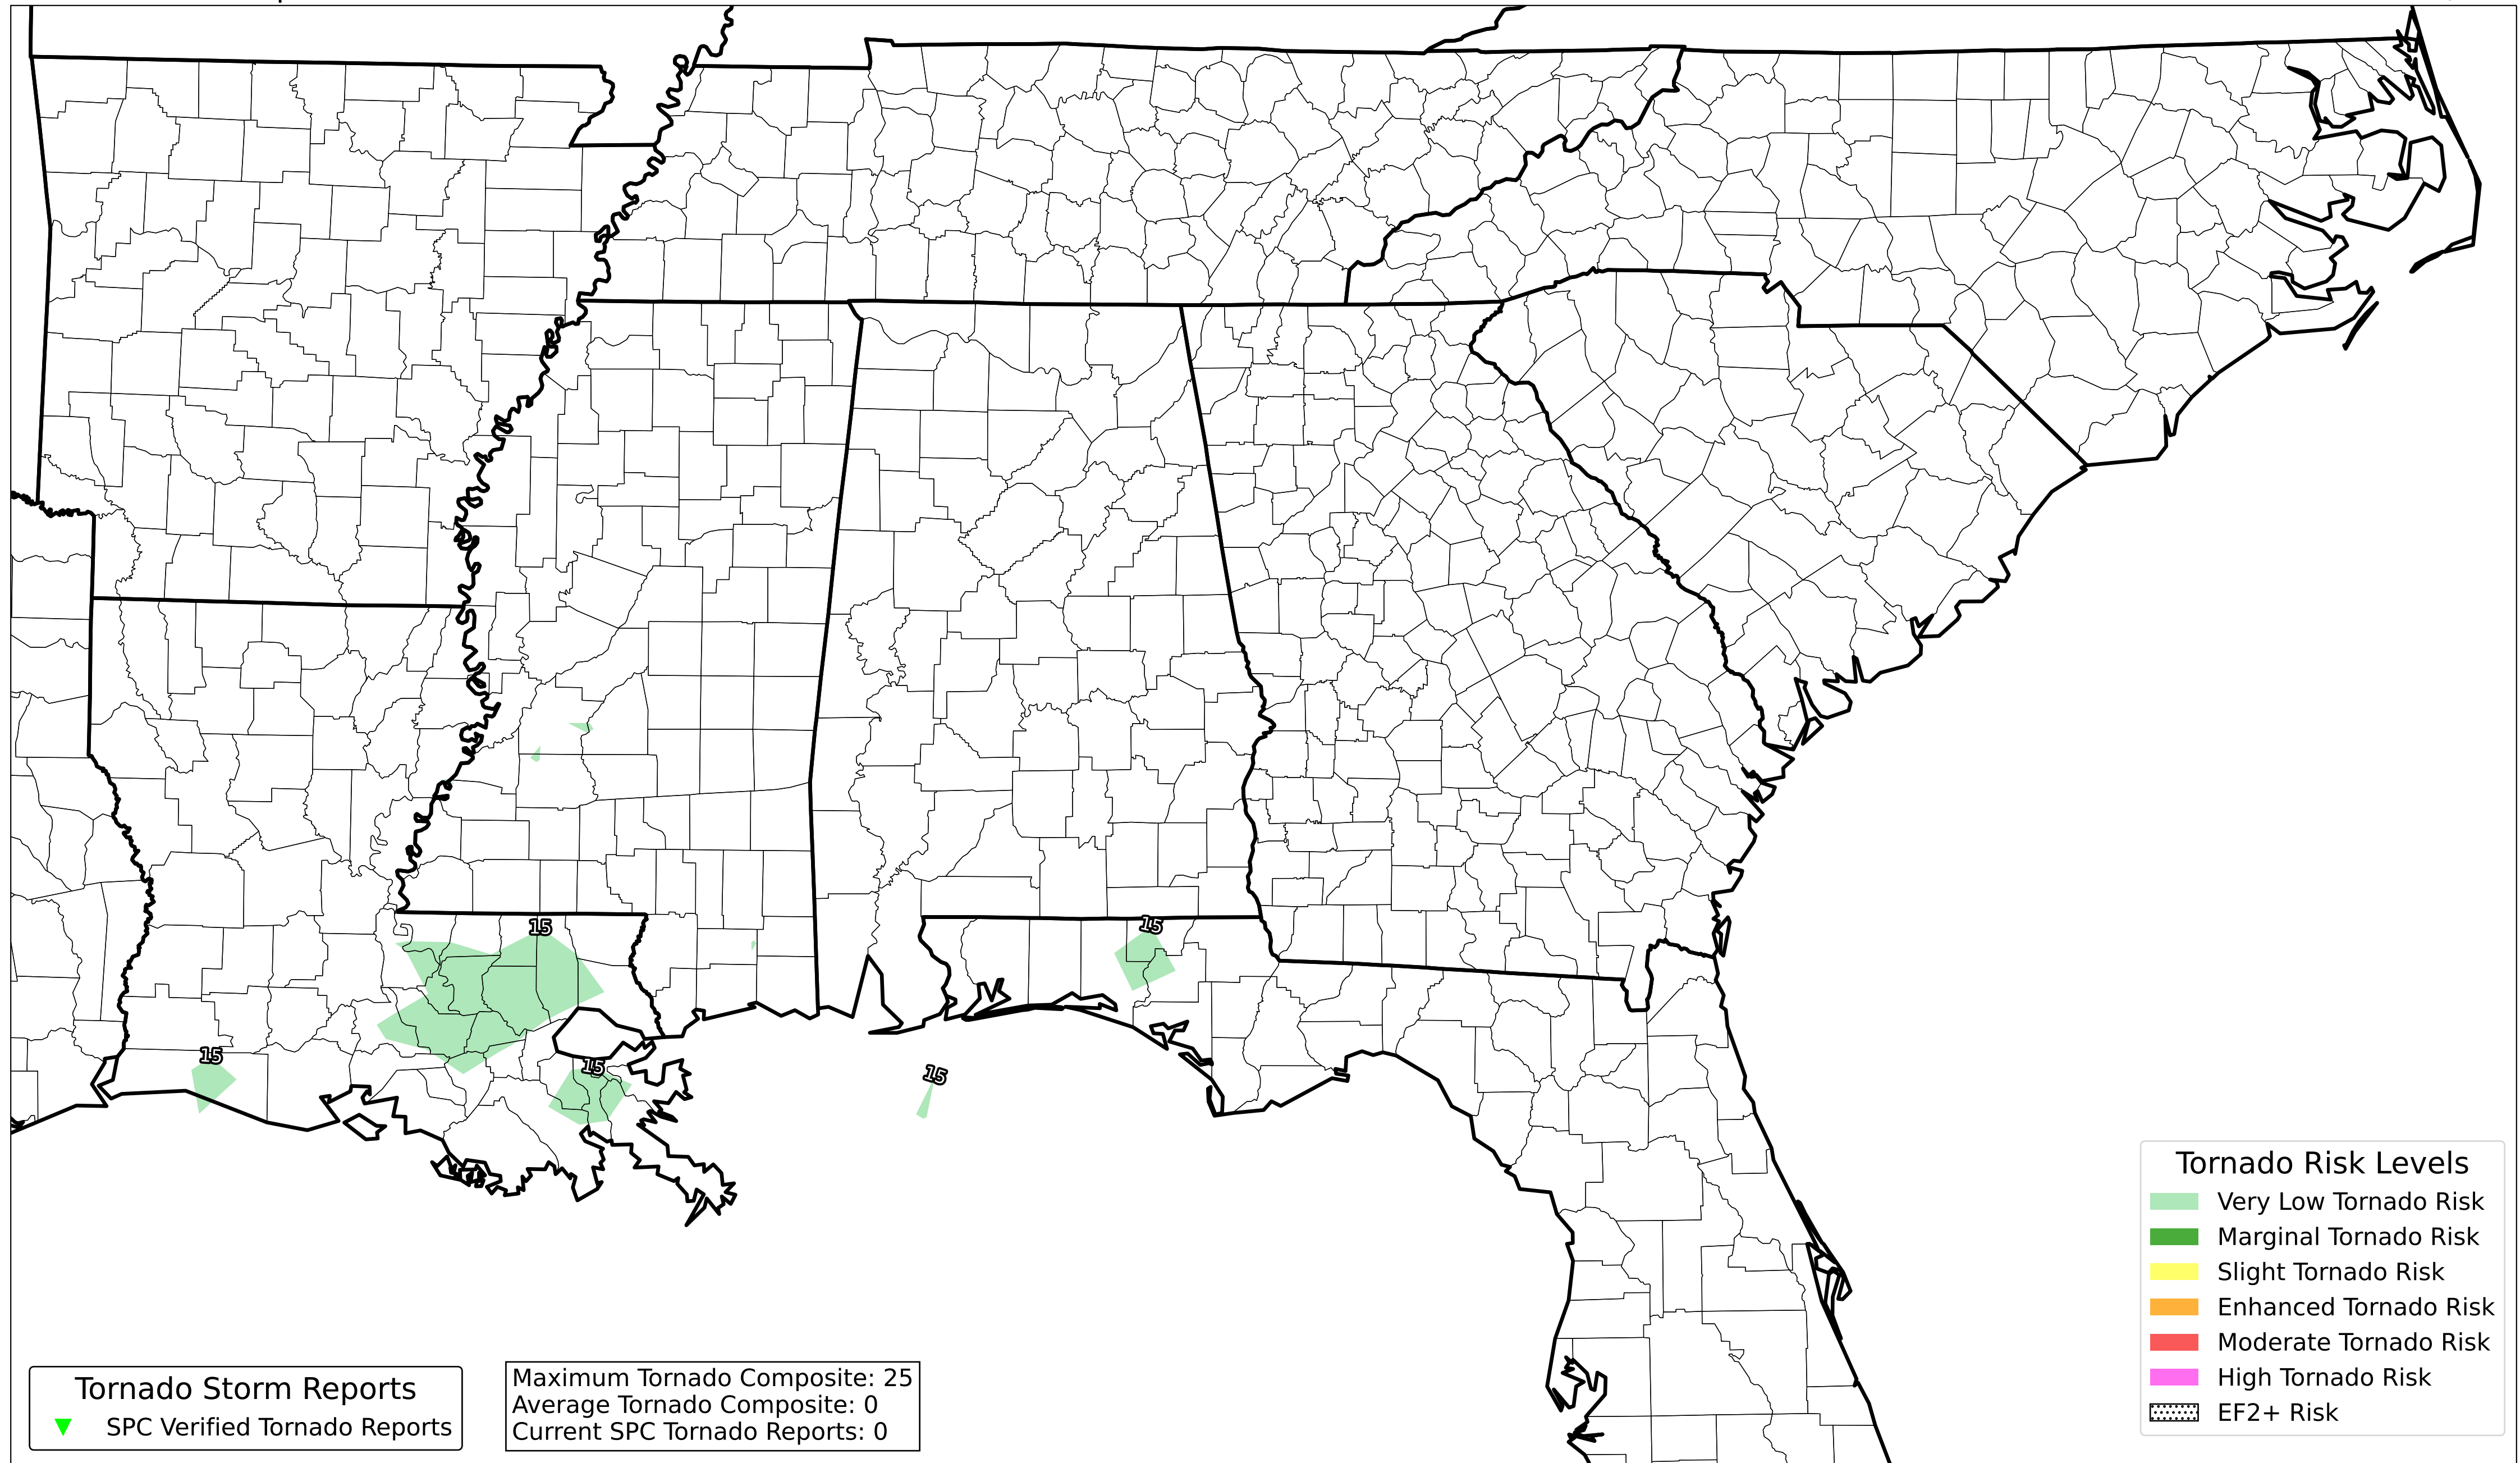 15
15
15
15
15
Tornado Risk Levels
Very Low Tornado Risk
Marginal Tornado Risk
Slight Tornado Risk
Enhanced Tornado Risk
Moderate Tornado Risk
High Tornado Risk
EF2+ Risk
Tornado Storm Reports
SPC Verified Tornado Reports
Maximum Tornado Composite: 25
Average Tornado Composite: 0
Current SPC Tornado Reports: 0